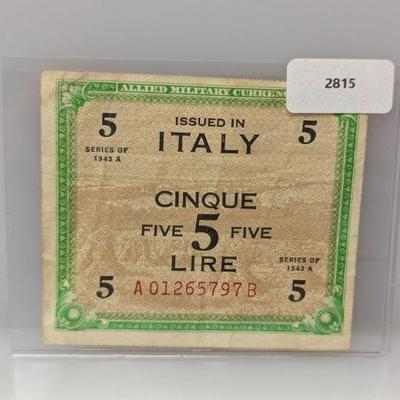 ALLIED MILITARY CURRENCY
2815
5 ISSUED IN 5
ITALY
SERIES OF
1943 A
CINQUE
FIVE 5 FIVE
LIRE
SERIES OF
1943 A
5 A01265797B 5